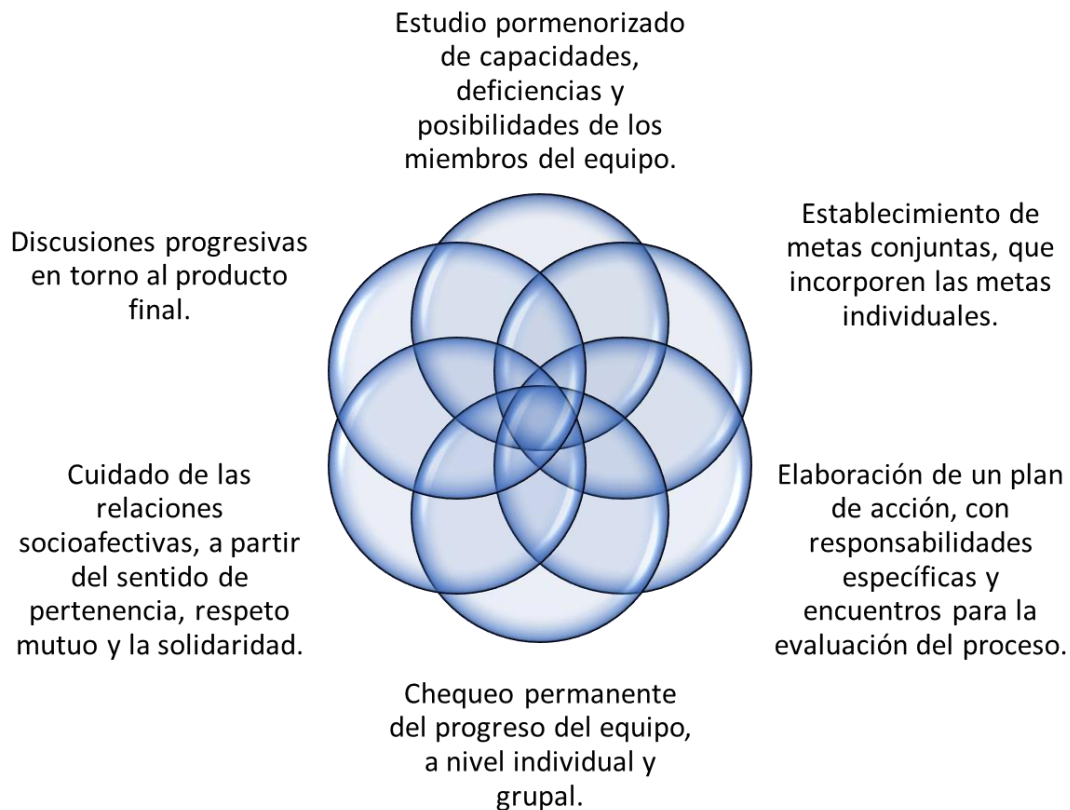 Estudio pormenorizado
de capacidades,
deficiencias y
posibilidades de los
miembros del equipo.
Establecimiento de
metas conjuntas, que
incorporen las metas
individuales.
Elaboración de un plan
de acción, con
responsabilidades
específicas y
encuentros para la
evaluación del proceso.
Chequeo permanente
del progreso del equipo,
a nivel individual y
grupal.
Cuidado de las
relaciones
socioafectivas, a partir
del sentido de
pertenencia, respeto
mutuo y la solidaridad.
Discusiones progresivas
en torno al producto
final.